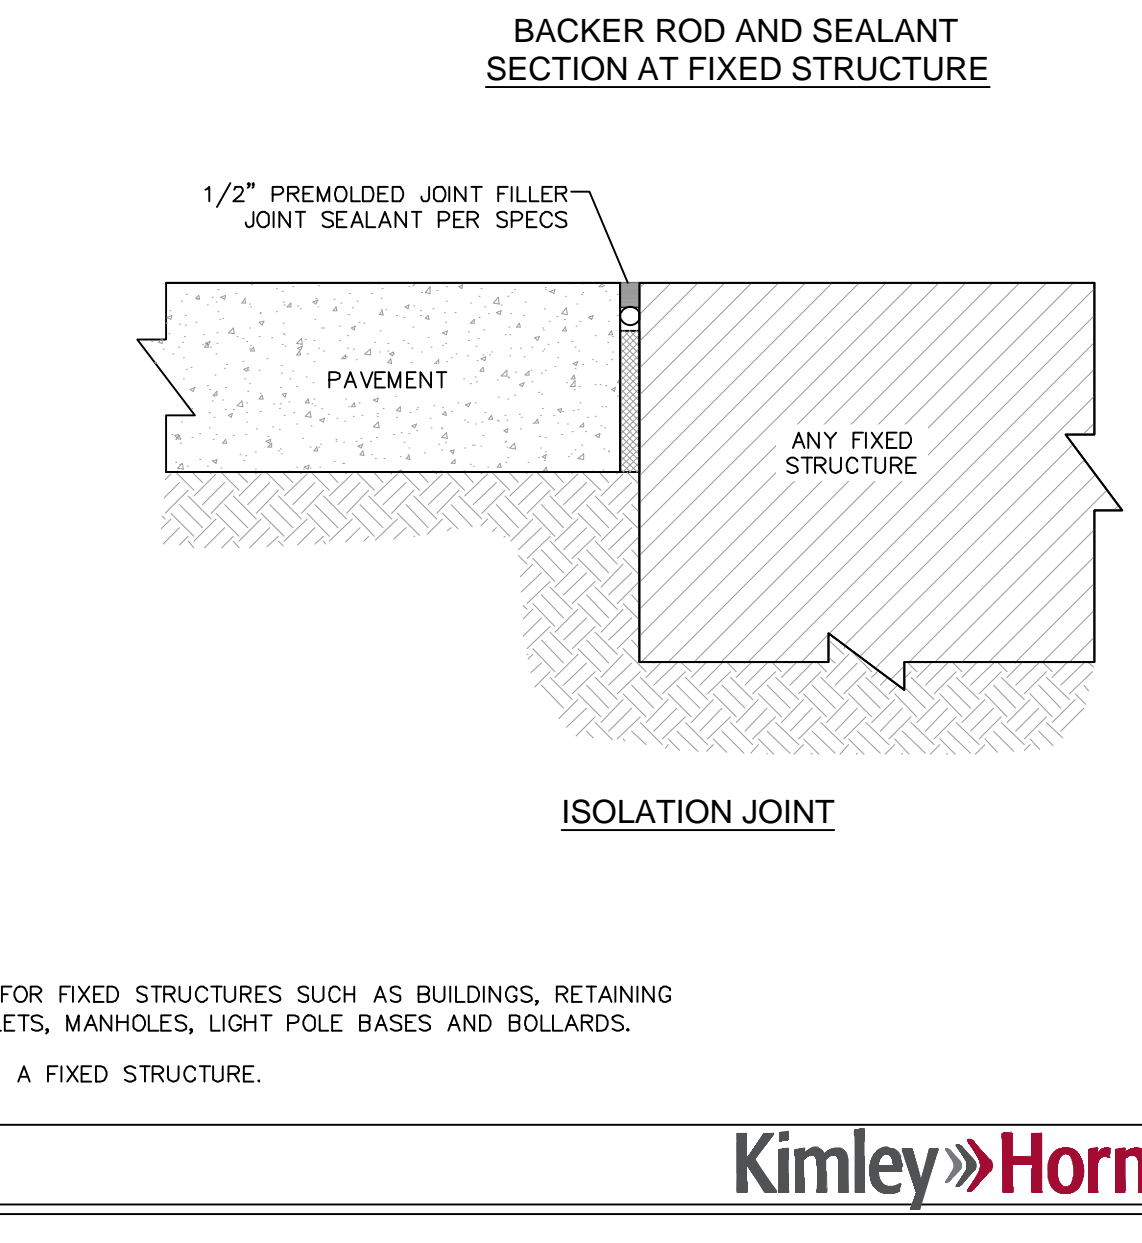 BACKER ROD AND SEALANT
SECTION AT FIXED STRUCTURE
1/2" PREMOLDED JOINT FILLER
JOINT SEALANT PER SPECS
PAVEMENT
ANY FIXED
STRUCTURE
ISOLATION JOINT
FOR FIXED STRUCTURES SUCH AS BUILDINGS, RETAINING
MANHOLES, LIGHT POLE BASES AND BOLLARDS.
A FIXED STRUCTURE.
Kimley»Horn